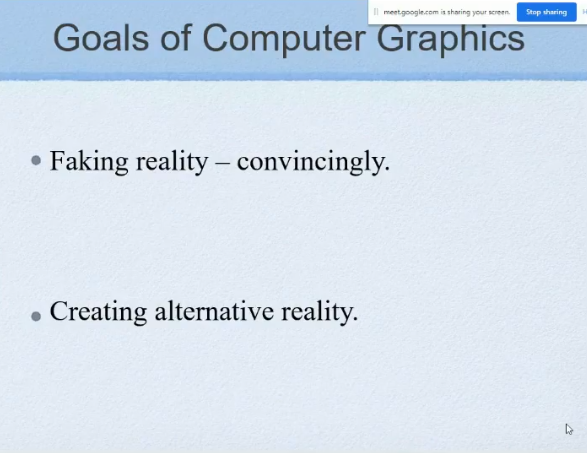 meet.google.com is sharing your screen.
Stop sharing
Goals of Computer Graphics
Faking reality – convincingly.
Creating alternative reality.